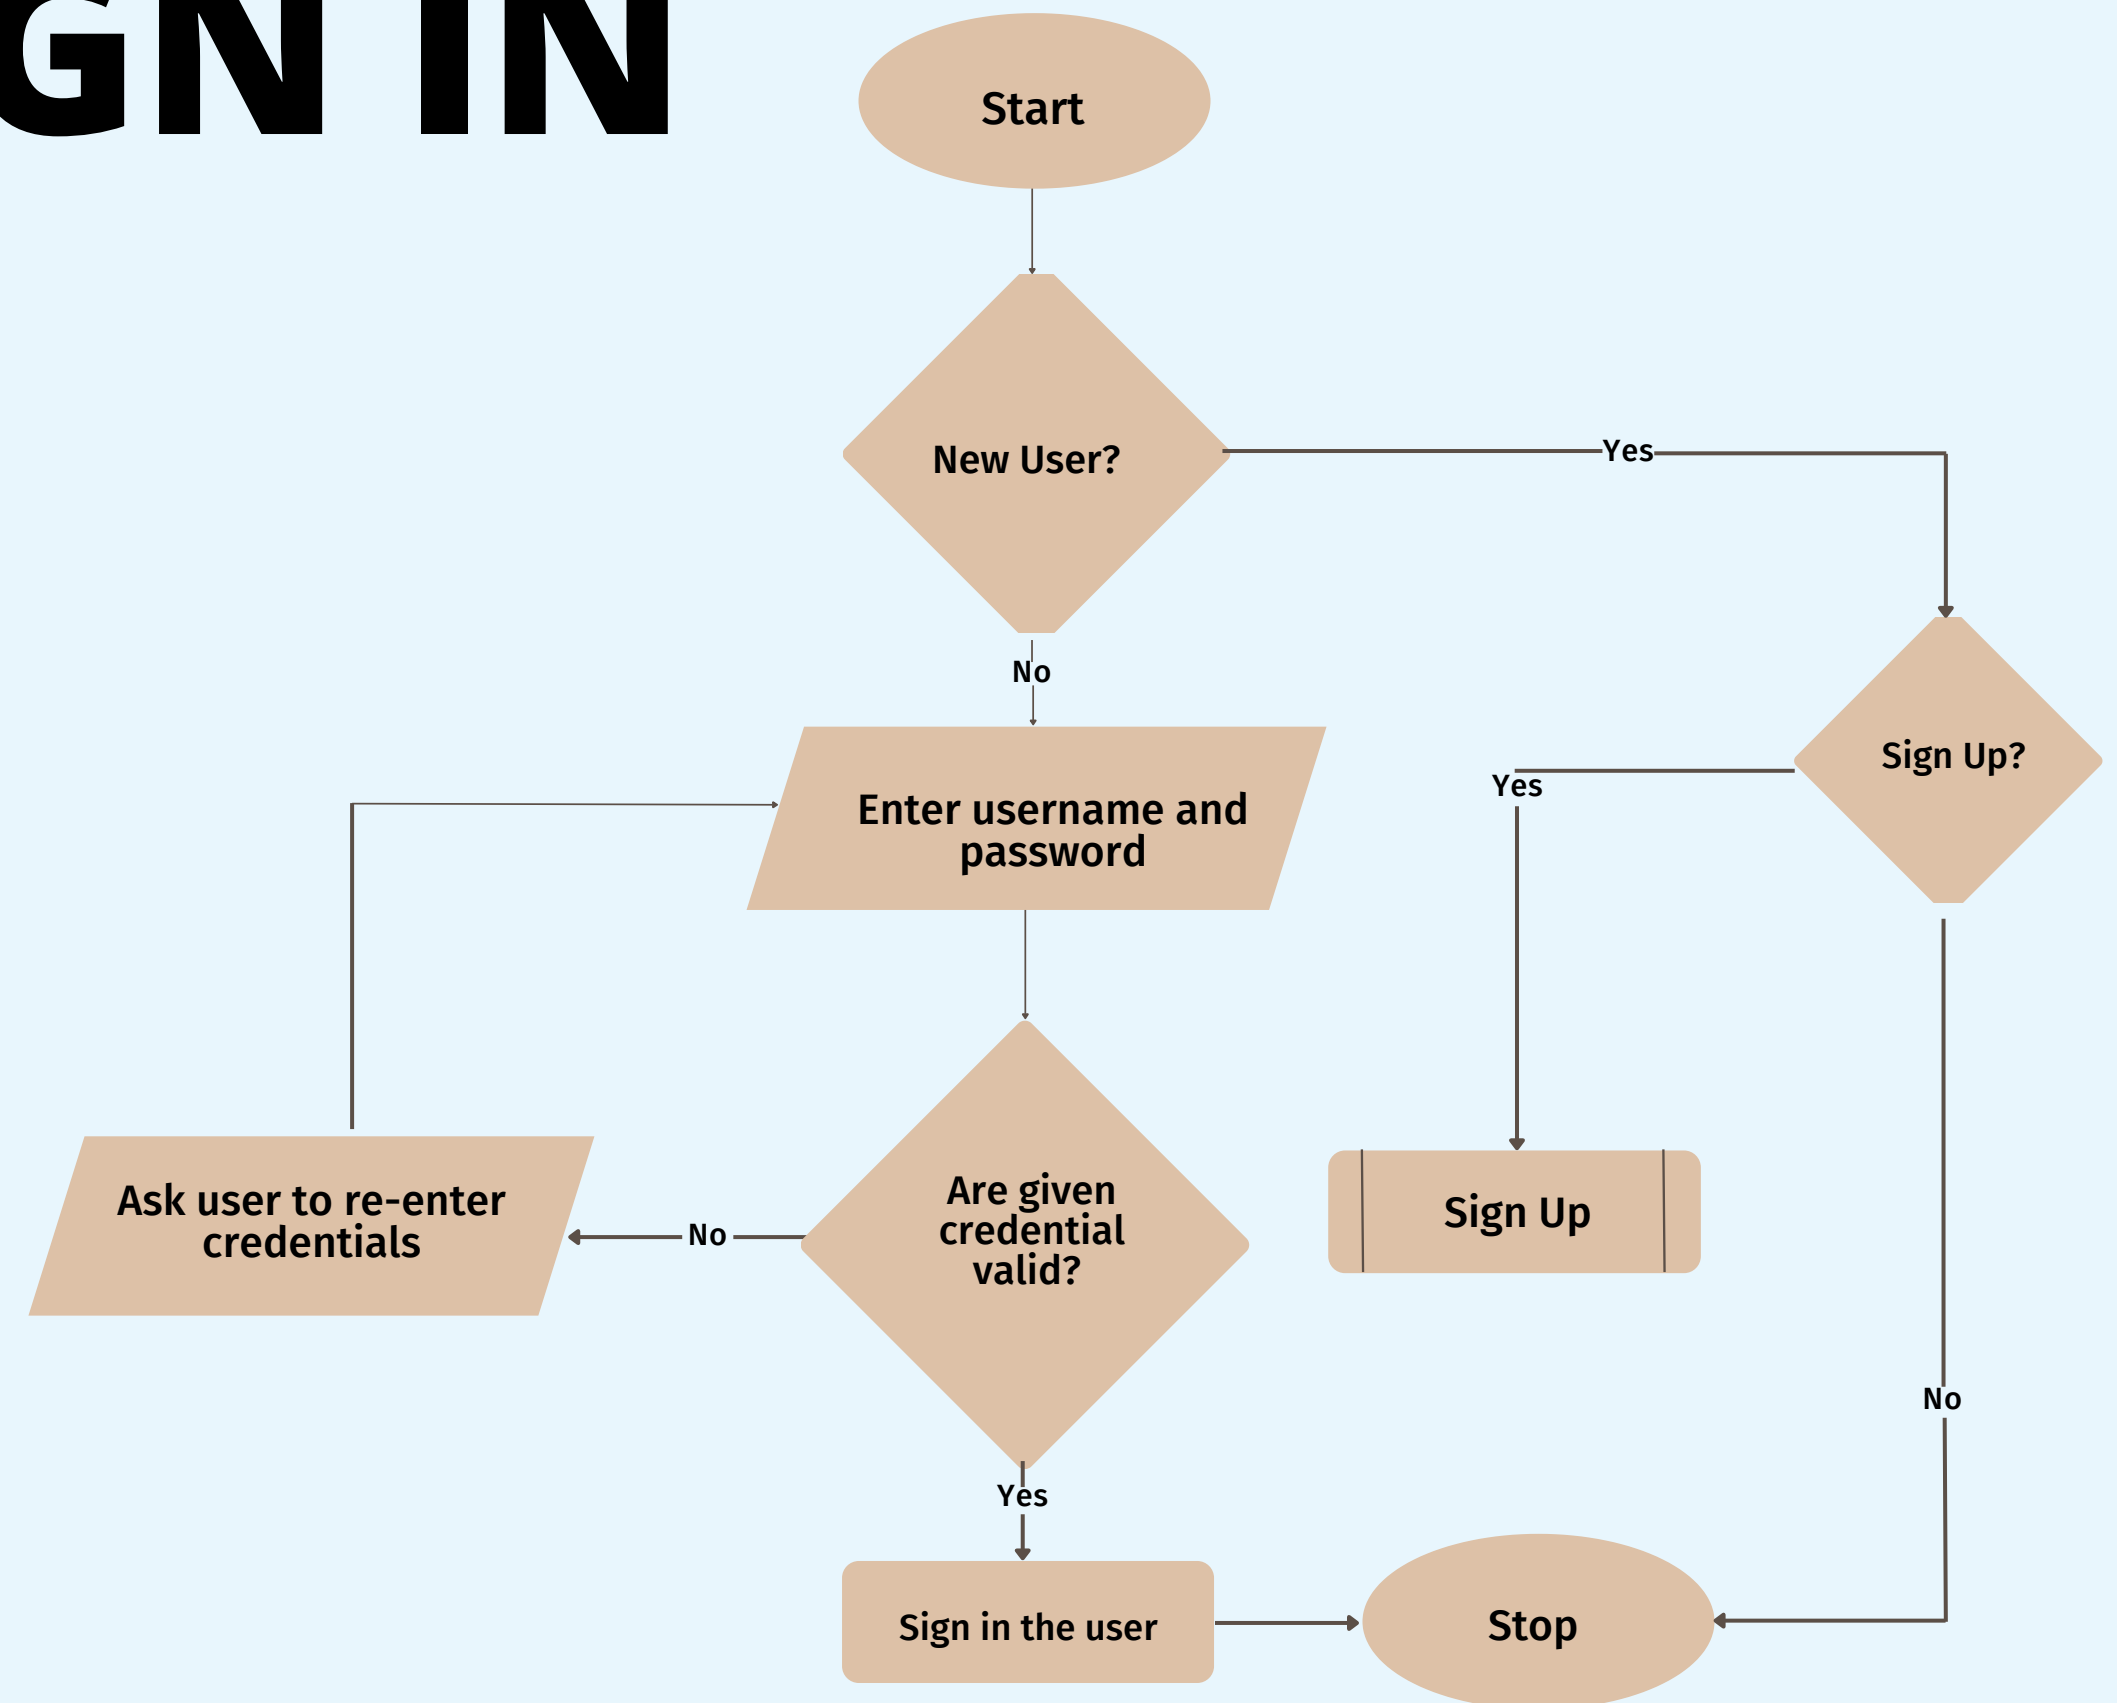 GN IN
Start
New User?
Yes
No
Sign Up?
Yes
Enter username and
password
Are given
credential
valid?
Ask user to re-enter
credentials
No
Sign Up
No
Yes
Sign in the user
Stop